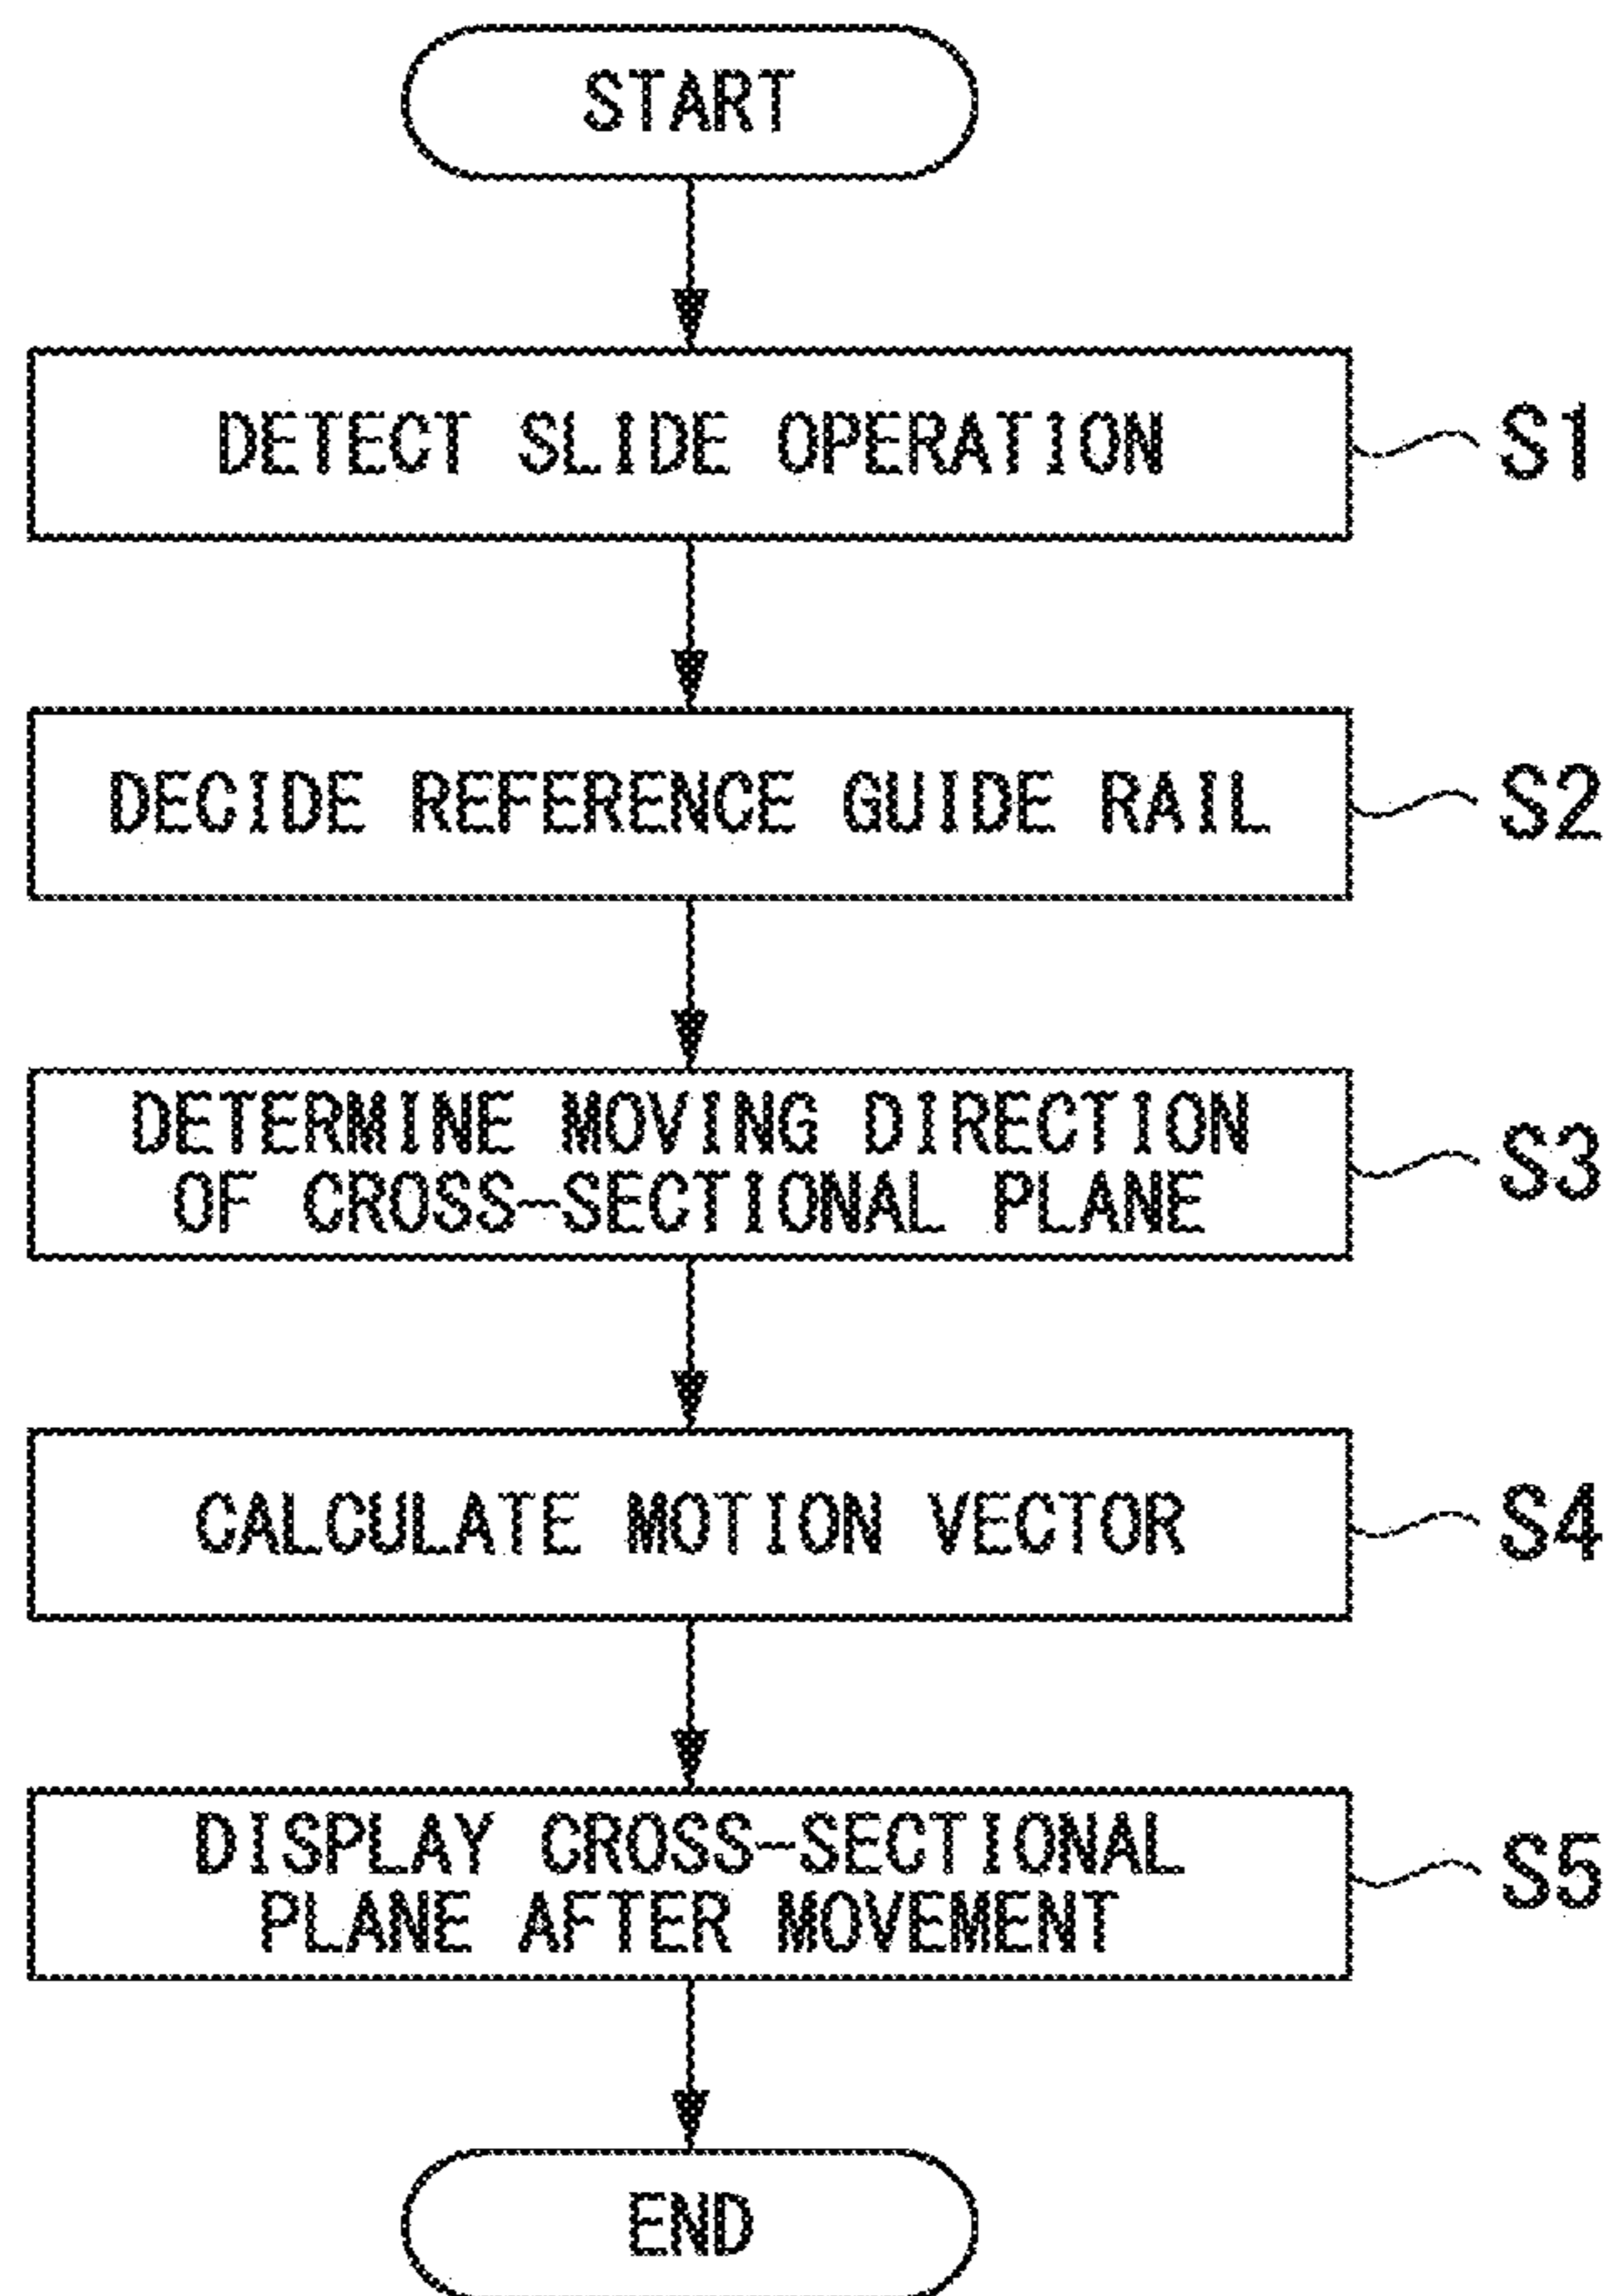 START
DETECT SLIDE OPERATION
S1
DECIDE REFERENCE GUIDE RAIL
S2
DETERMINE MOVING DIRECTION
OF CROSS-SECTIONAL PLANE
S3
CALCULATE MOTION VECTOR
S4
DISPLAY CROSS-SECTIONAL
PLANE AFTER MOVEMENT
S5
END